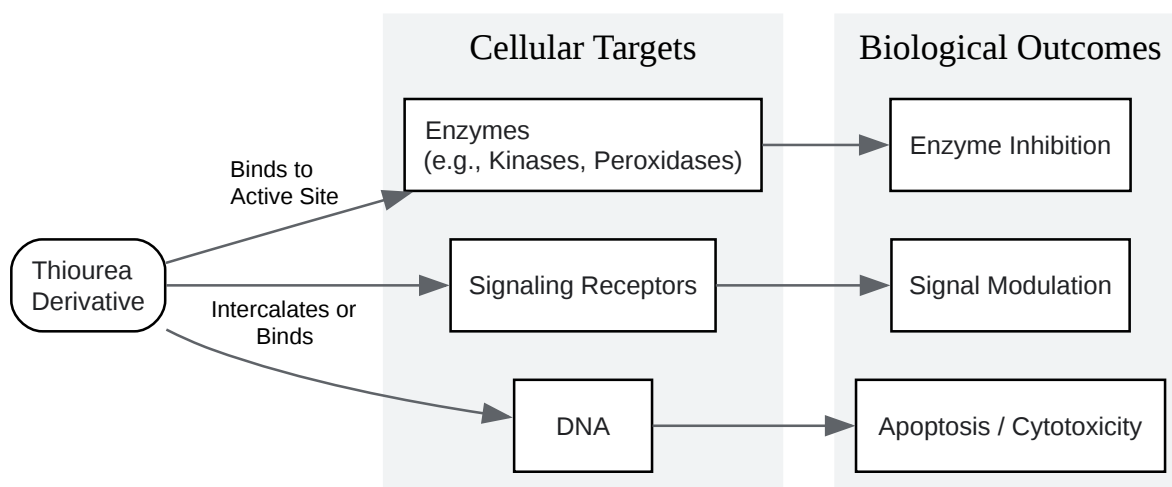 Cellular Targets
Biological Outcomes
Enzymes
(e.g., Kinases, Peroxidases)
Enzyme Inhibition
Binds to
Active Site
Thiourea
Derivative
Signaling Receptors
Signal Modulation
Intercalates or
Binds
DNA
Apoptosis / Cytotoxicity